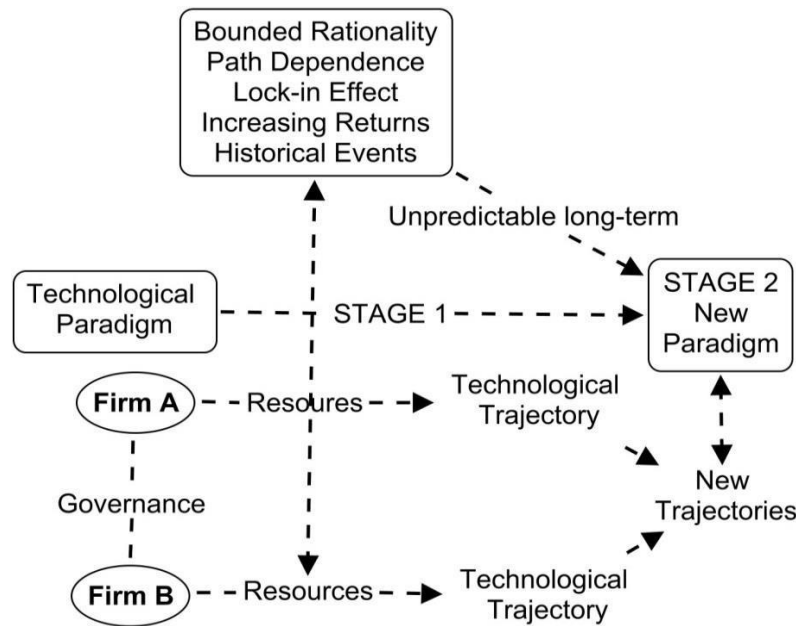 Bounded Rationality
Path Dependence
Lock-in Effect
Increasing Returns
Historical Events
Unpredictable long-term
Technological
Paradigm
STAGE 1
STAGE 2
New
Paradigm
Firm A
Resoures
Technological
Trajectory
Governance
New
Trajectories
Firm B
Resources
Technological
Trajectory